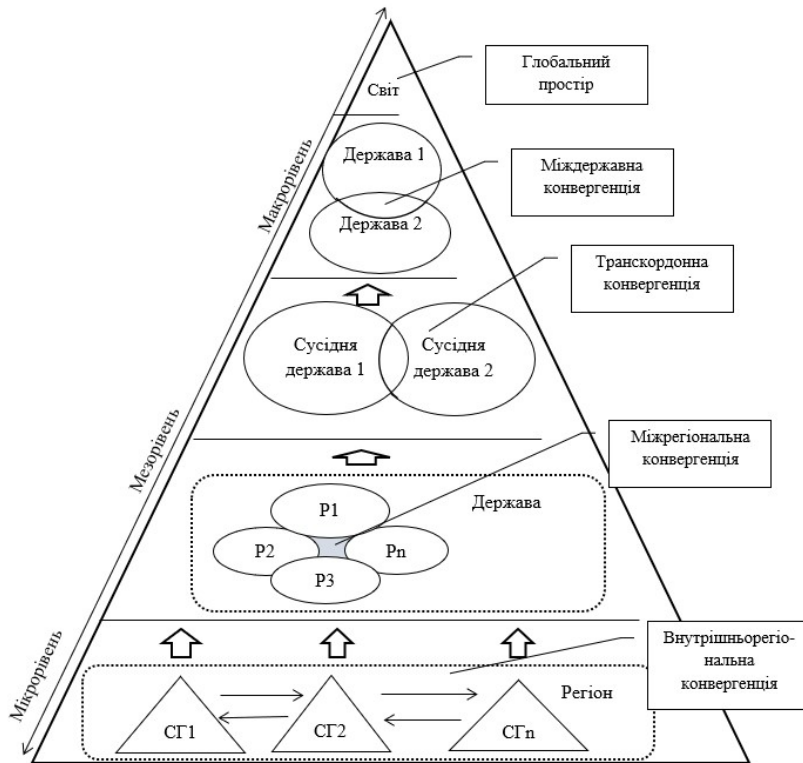 Глобальний
простір
Світ
Держава 1
Міждержавна
конвергенція
Держава 2
Макрорівень
Транскордонна
конвергенція
Сусідня
держава 1
Сусідня
держава 2
Мезорівень
Міжрегіональна
конвергенція
Р1
Держава
Р2
Рn
Р3
Мікрорівень
Внутрішньорегіо-
нальна
конвергенція
Регіон
СГ1
СГ2
СГn